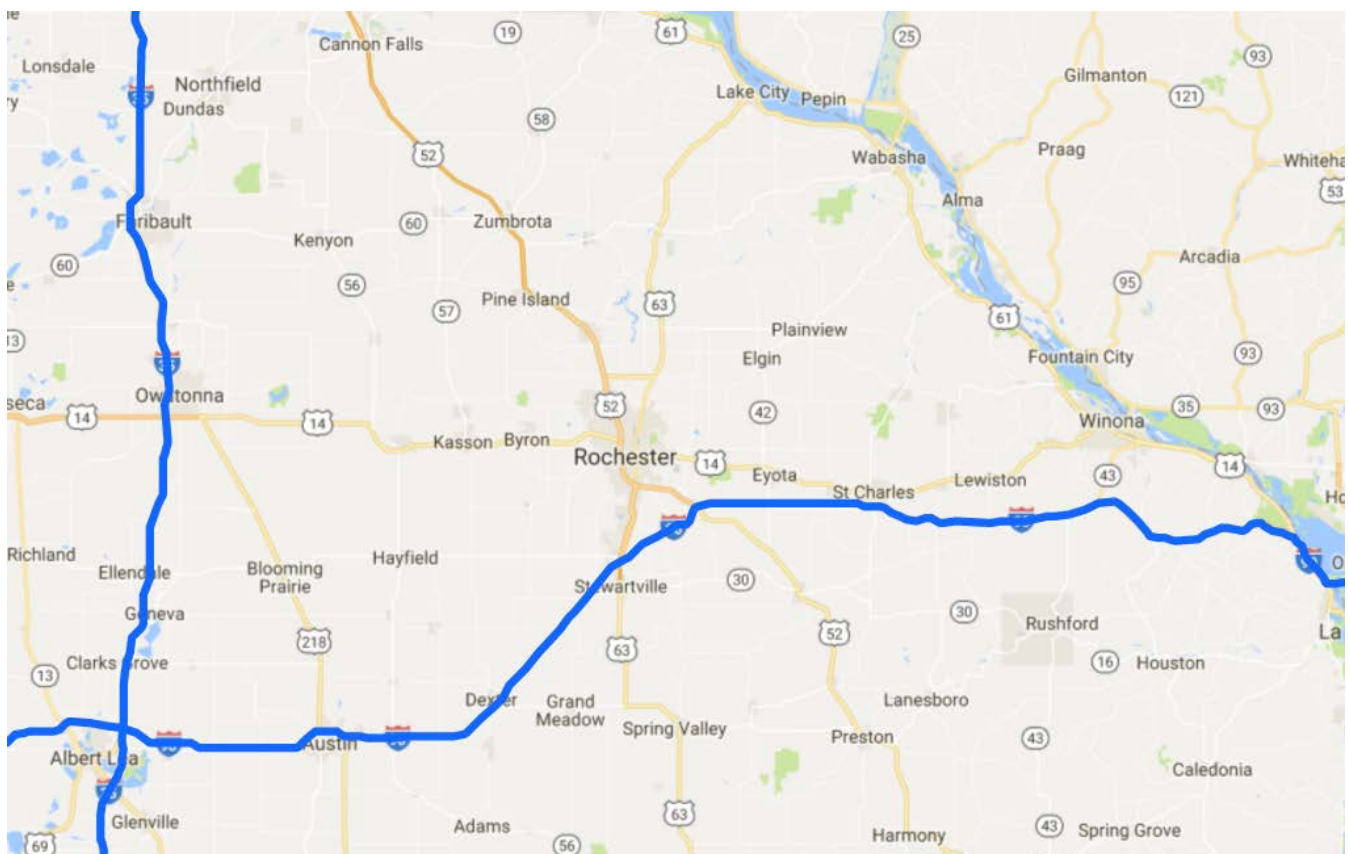 Cannon Falls
19
61
25
Lonsdale
93
Northfield
Gilmanton
Dundas
Lake City
Pepin
121
58
52
Praag
Wabasha
Whiteha
53
Alma
Faribault
60
Zumbrota
Kenyon
Arcadia
60
56
95
Pine Island
57
63
61
Plainview
13
Elgin
Fountain City
93
Owatonna
seca
14
14
52
42
35
93
Kasson
Byron
Winona
Rochester
14
Eyota
14
Lewiston
43
St Charles
Ho
Richland
Hayfield
Ellendale
Blooming
Prairie
Stewartville
30
O
Geneva
30
Rushford
218
52
La
63
Clarks Grove
16
Houston
13
Dexter
Grand
Meadow
Lanesboro
Spring Valley
Austin
Preston
43
Albert Lea
Caledonia
63
Glenville
Adams
43
Spring Grove
69
56
Harmony